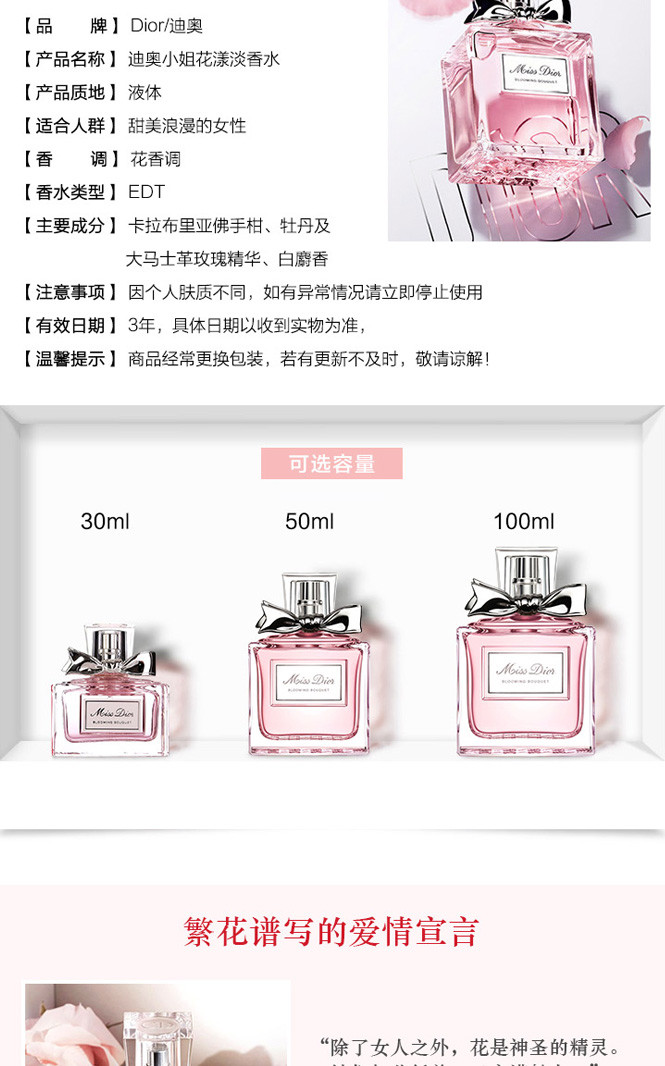 【品　　牌】Dior/迪奥
【产品名称】迪奥小姐花漾淡香水
【产品质地】液体
【适合人群】甜美浪漫的女性
【香　　调】花香调
【香水类型】EDT
【主要成分】卡拉布里亚佛手柑、牡丹及
大马士革玫瑰精华、白麝香
【注意事项】因个人肤质不同，如有异常情况请立即停止使用
【有效日期】3年，具体日期以收到实物为准，
【温馨提示】商品经常更换包装，若有更新不及时，敬请谅解！
Miss Dior
BLOOMING BOUQUET
可选容量
30ml
50ml
100ml
Miss Dior
BLOOMING BOUQUET
Miss Dior
BLOOMING BOUQUET
Miss Dior
BLOOMING BOUQUET
繁花谱写的爱情宣言
“除了女人之外，花是神圣的精灵。